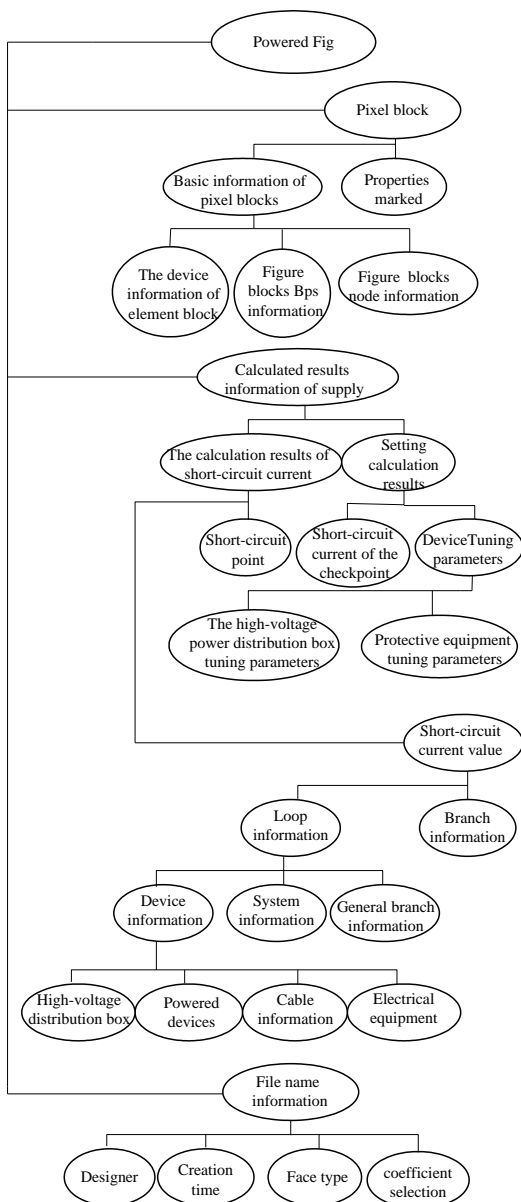 Powered Fig
Pixel block
Basic information of
pixel blocks
Properties
marked
The device
information of
element block
Figure
blocks Bps
information
Figure blocks
node information
Calculated results
information of supply
The calculation results of
short-circuit current
Setting
calculation
results
Short-circuit
point
Short-circuit
current of the
checkpoint
DeviceTuning
parameters
The high-voltage
power distribution box
tuning parameters
Protective equipment
tuning parameters
Short-circuit
current value
Loop
information
Branch
information
Device
information
System
information
General branch
information
High-voltage
distribution box
Powered
devices
Cable
information
Electrical
equipment
File name
information
Designer
Creation
time
Face type
coefficient
selection